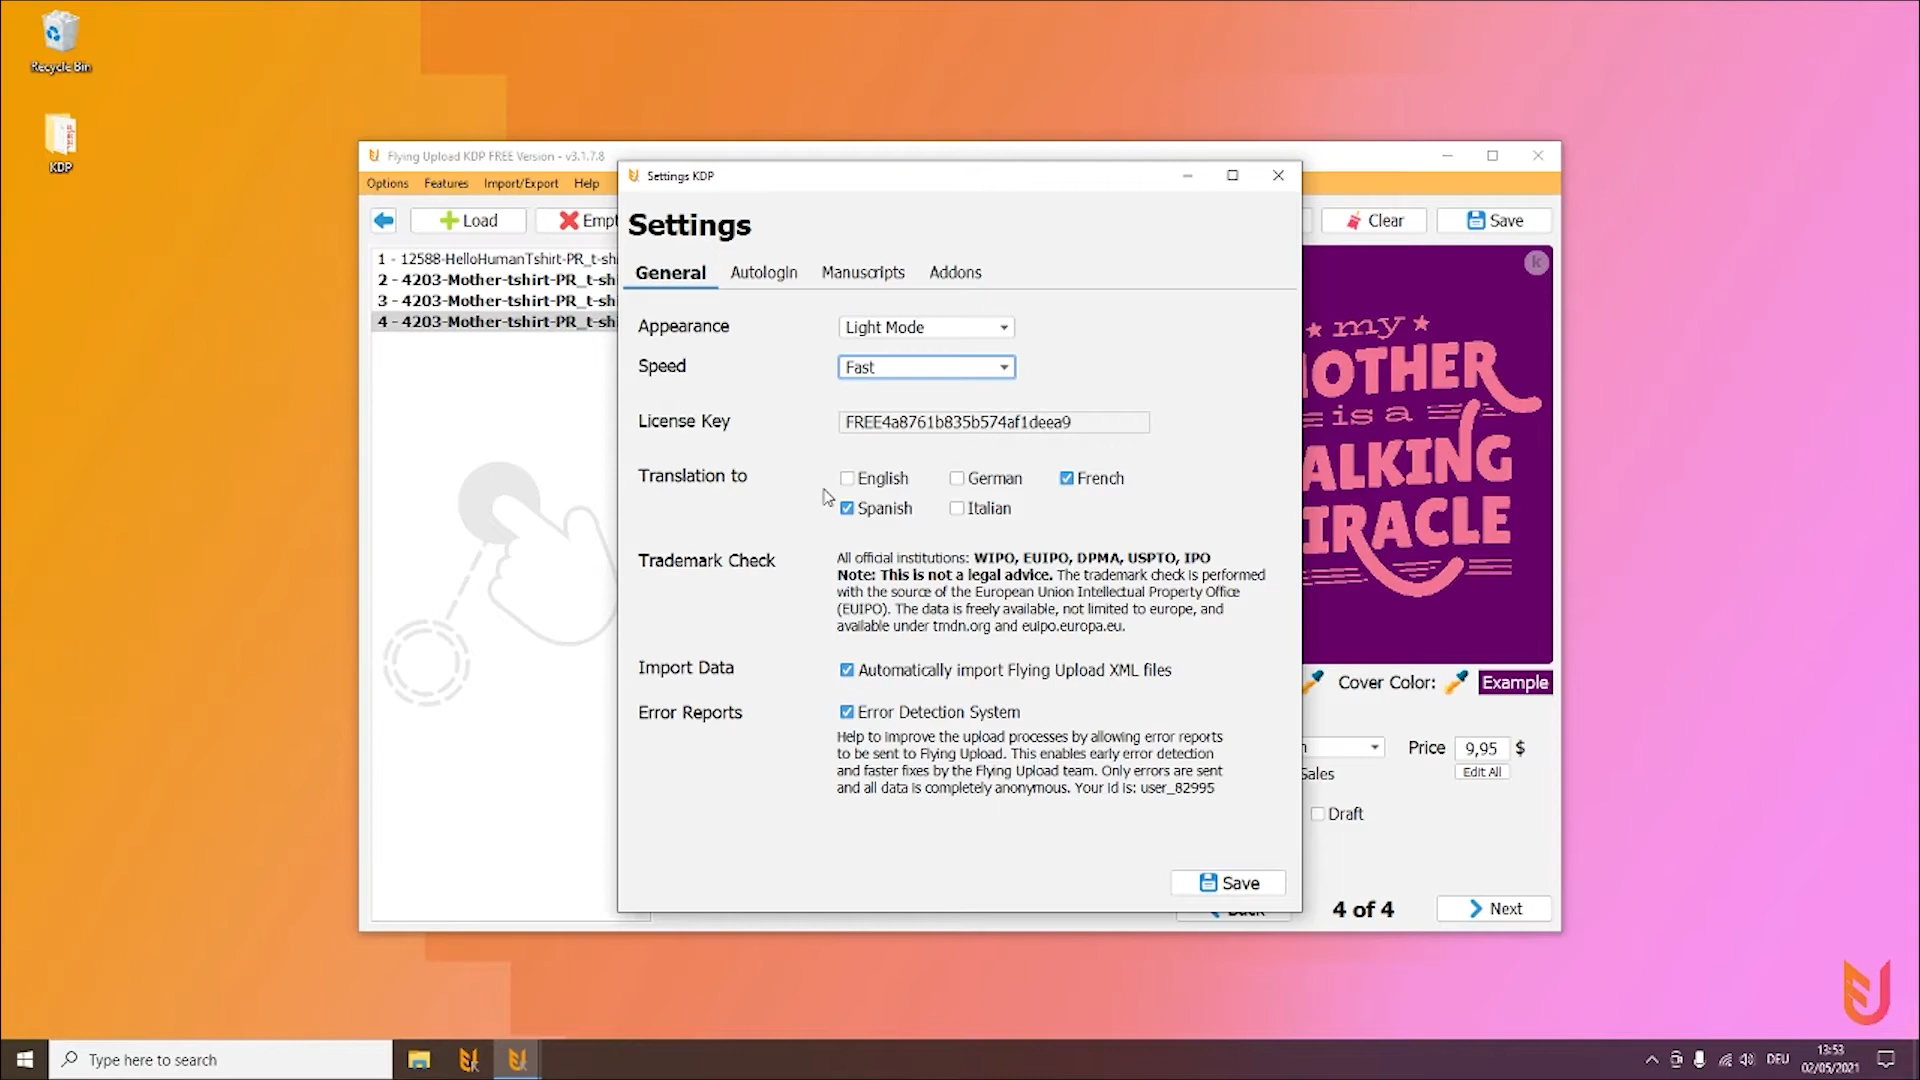 Recycle Bin
KDP
Flying Upload KDP FREE Version - v3.1.7.8
Options Features Import/Export Help
Load
Clear
Save
1 - 12588-HelloHumanTshirt-PR_t-shi
2 - 4203-Mother-tshirt-PR_t-shi
3 - 4203-Mother-tshirt-PR_t-shi
4 - 4203-Mother-tshirt-PR_t-shi
Settings KDP
Settings
General Autologin Manuscripts Addons
Appearance Light Mode
Speed Fast
License Key FREE4a8761b835b574af1deea9
Translation to English German French
Spanish Italian
Trademark Check
All official institutions: WIPO, EUIPO, DPMA, USPTO, IPO
Note: This is not a legal advice. The trademark check is performed
with the source of the European Union Intellectual Property Office
(EUIPO). The data is freely available, not limited to europe, and
available under tmdn.org and euipo.europa.eu.
Import Data Automatically import Flying Upload XML files
Error Reports Error Detection System
Help to improve the upload processes by allowing error reports
to be sent to Flying Upload. This enables early error detection
and faster fixes by the Flying Upload team. Only errors are sent
and all data is completely anonymous. Your id is: user_82995
Save
k
my
OTHER
is a
ALKING
IRACLE
Cover Color: Example
Price 9,95 $
Sales
Edit All
Draft
4 of 4
Next
Type here to search
DEU
13:53
02/05/2021